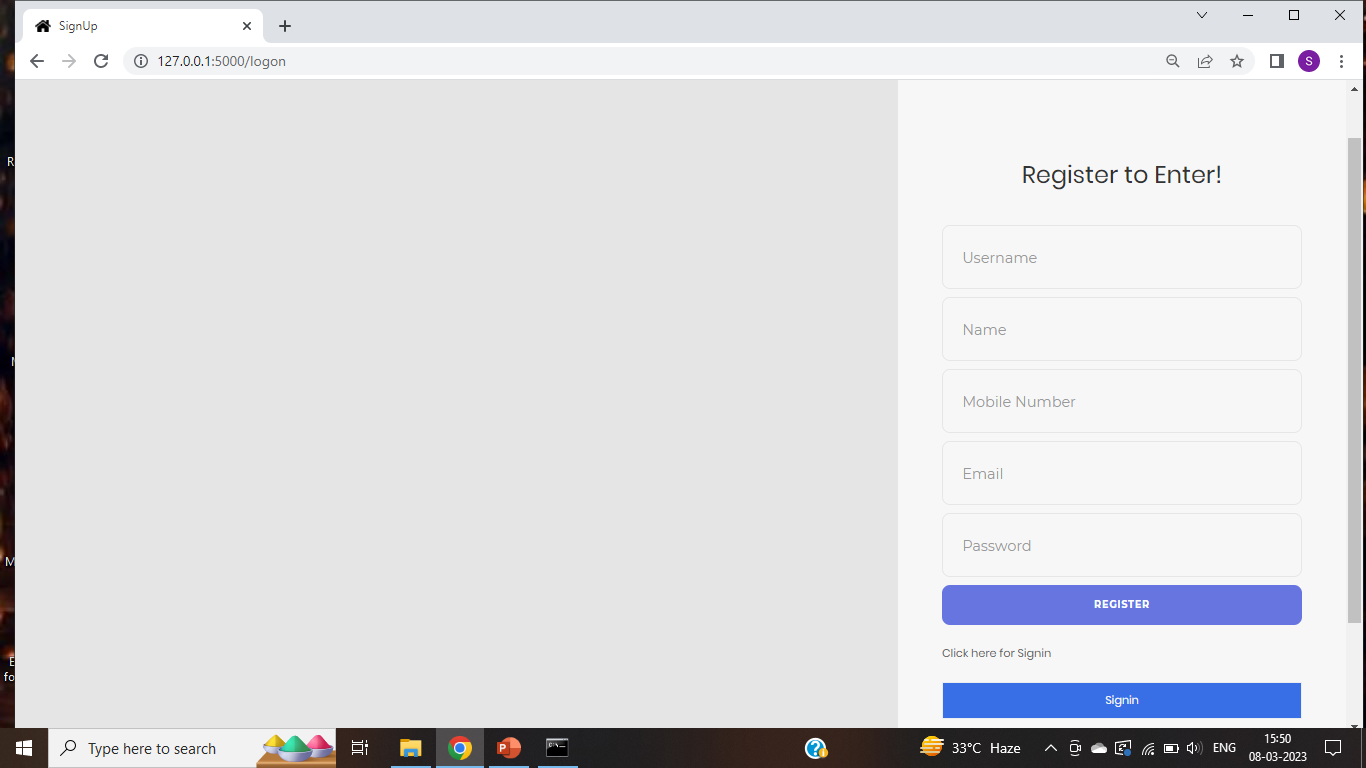 SignUp
127.0.0.1:5000/logon
S
Register to Enter!
Username
Name
Mobile Number
Email
Password
REGISTER
Click here for Signin
Signin
R
M
E
fo
Type here to search
P
33°C Haze
ENG
15:50
08-03-2023